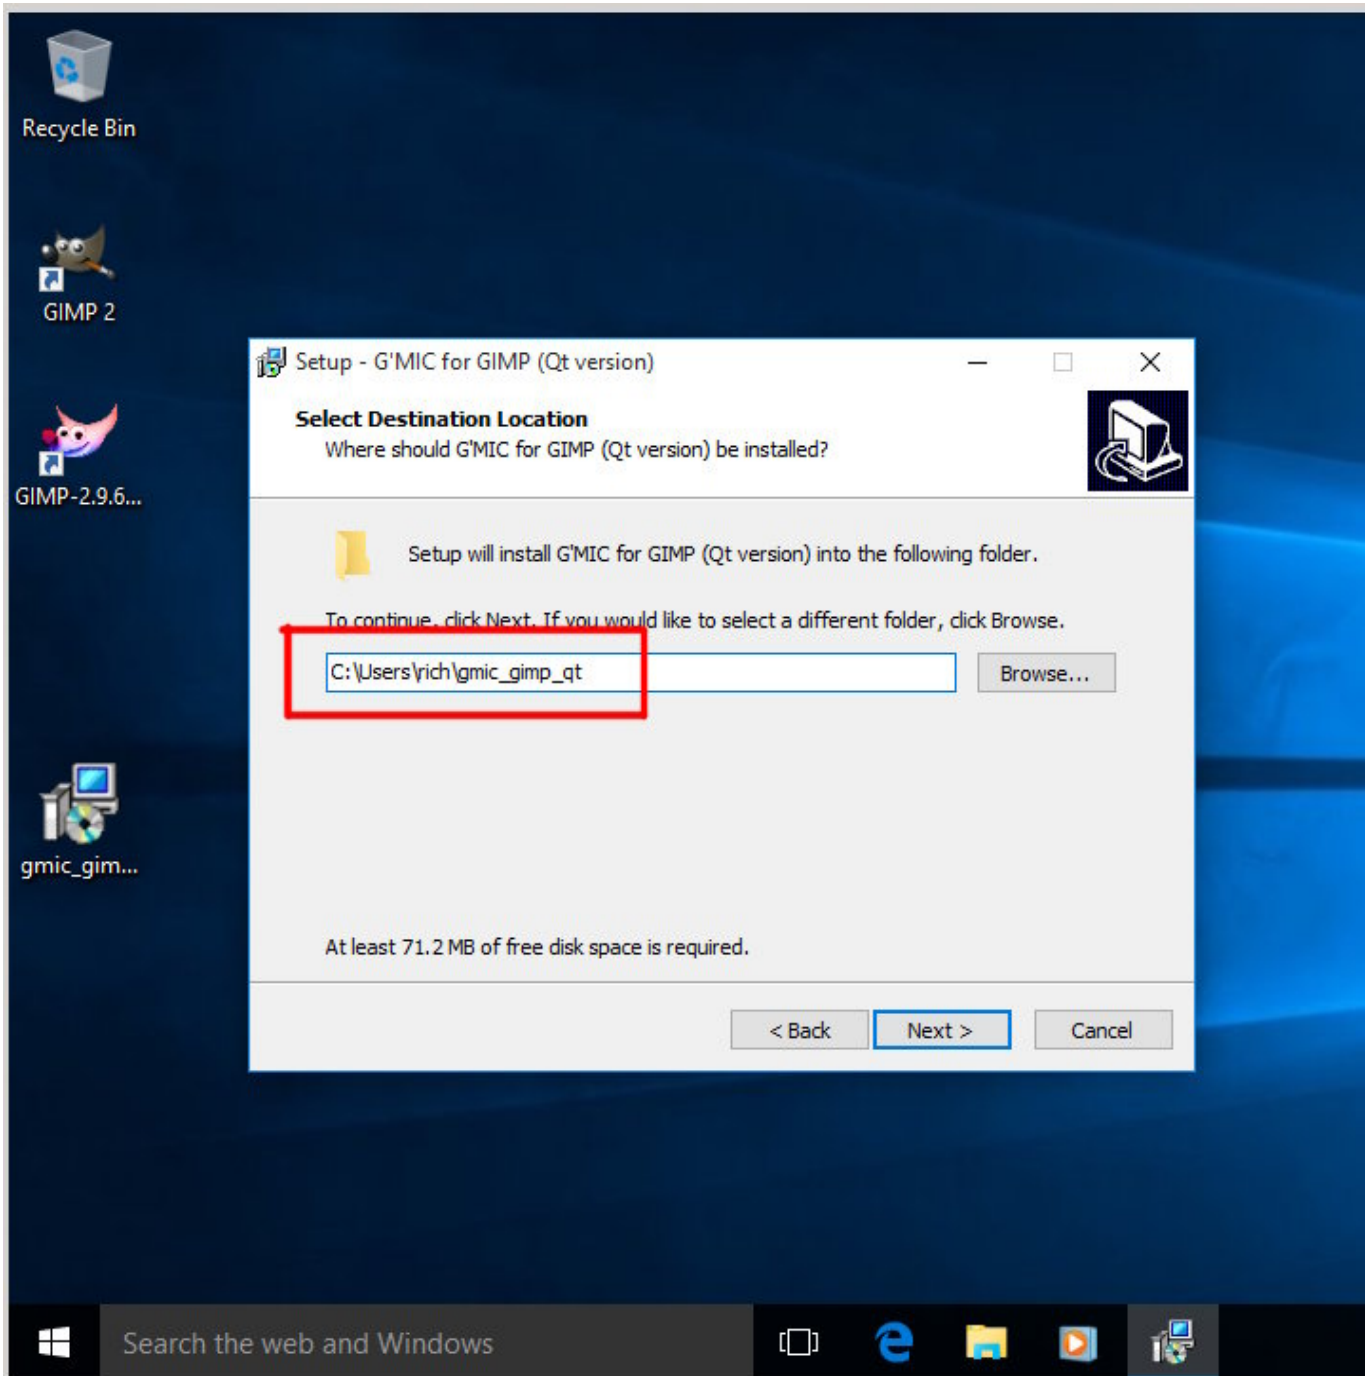 Recycle Bin
GIMP 2
GIMP-2.9.6...
gmic_gim...
Setup - G'MIC for GIMP (Qt version)
Select Destination Location
Where should G'MIC for GIMP (Qt version) be installed?
Setup will install G'MIC for GIMP (Qt version) into the following folder.
To continue, click Next. If you would like to select a different folder, click Browse.
C:\Users\rich\gmic_gimp_qt
Browse...
At least 71.2 MB of free disk space is required.
< Back
Next >
Cancel
Search the web and Windows